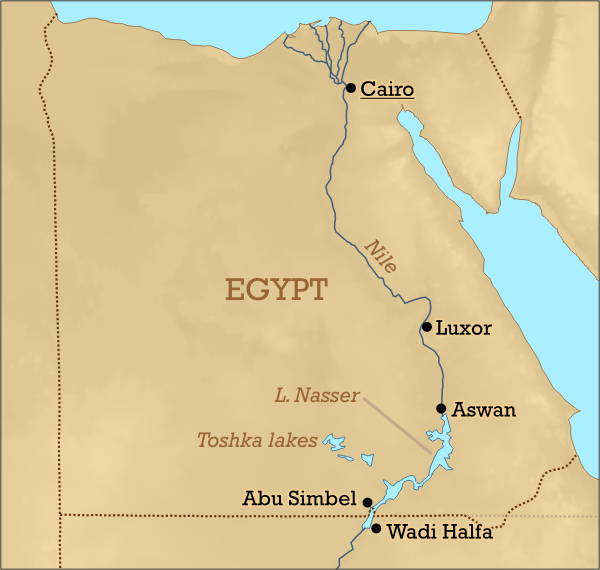 Cairo
Nile
EGYPT
Luxor
L. Nasser
Aswan
Toshka lakes
Abu Simbel
Wadi Halfa